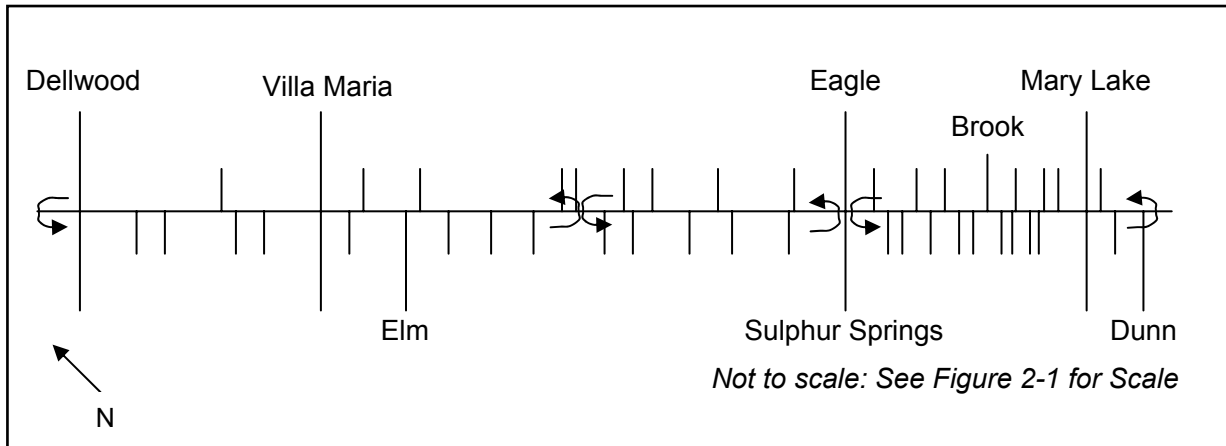 Dellwood
Villa Maria
Eagle
Mary Lake
Brook
Elm
Sulphur Springs
Dunn
Not to scale: See Figure 2-1 for Scale
N